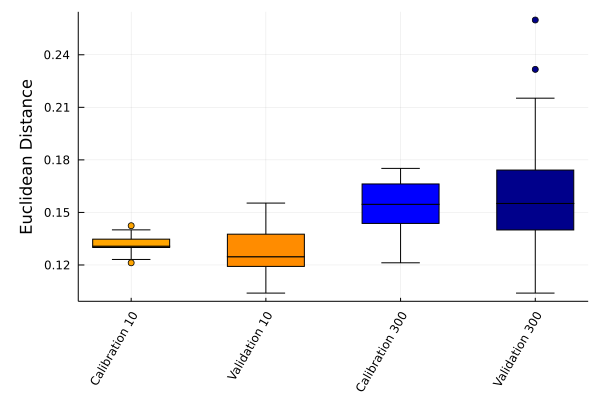 Euclidean Distance
0.24
0.21
0.18
0.15
0.12
Calibration 10
Validation 10
Calibration 300
Validation 300